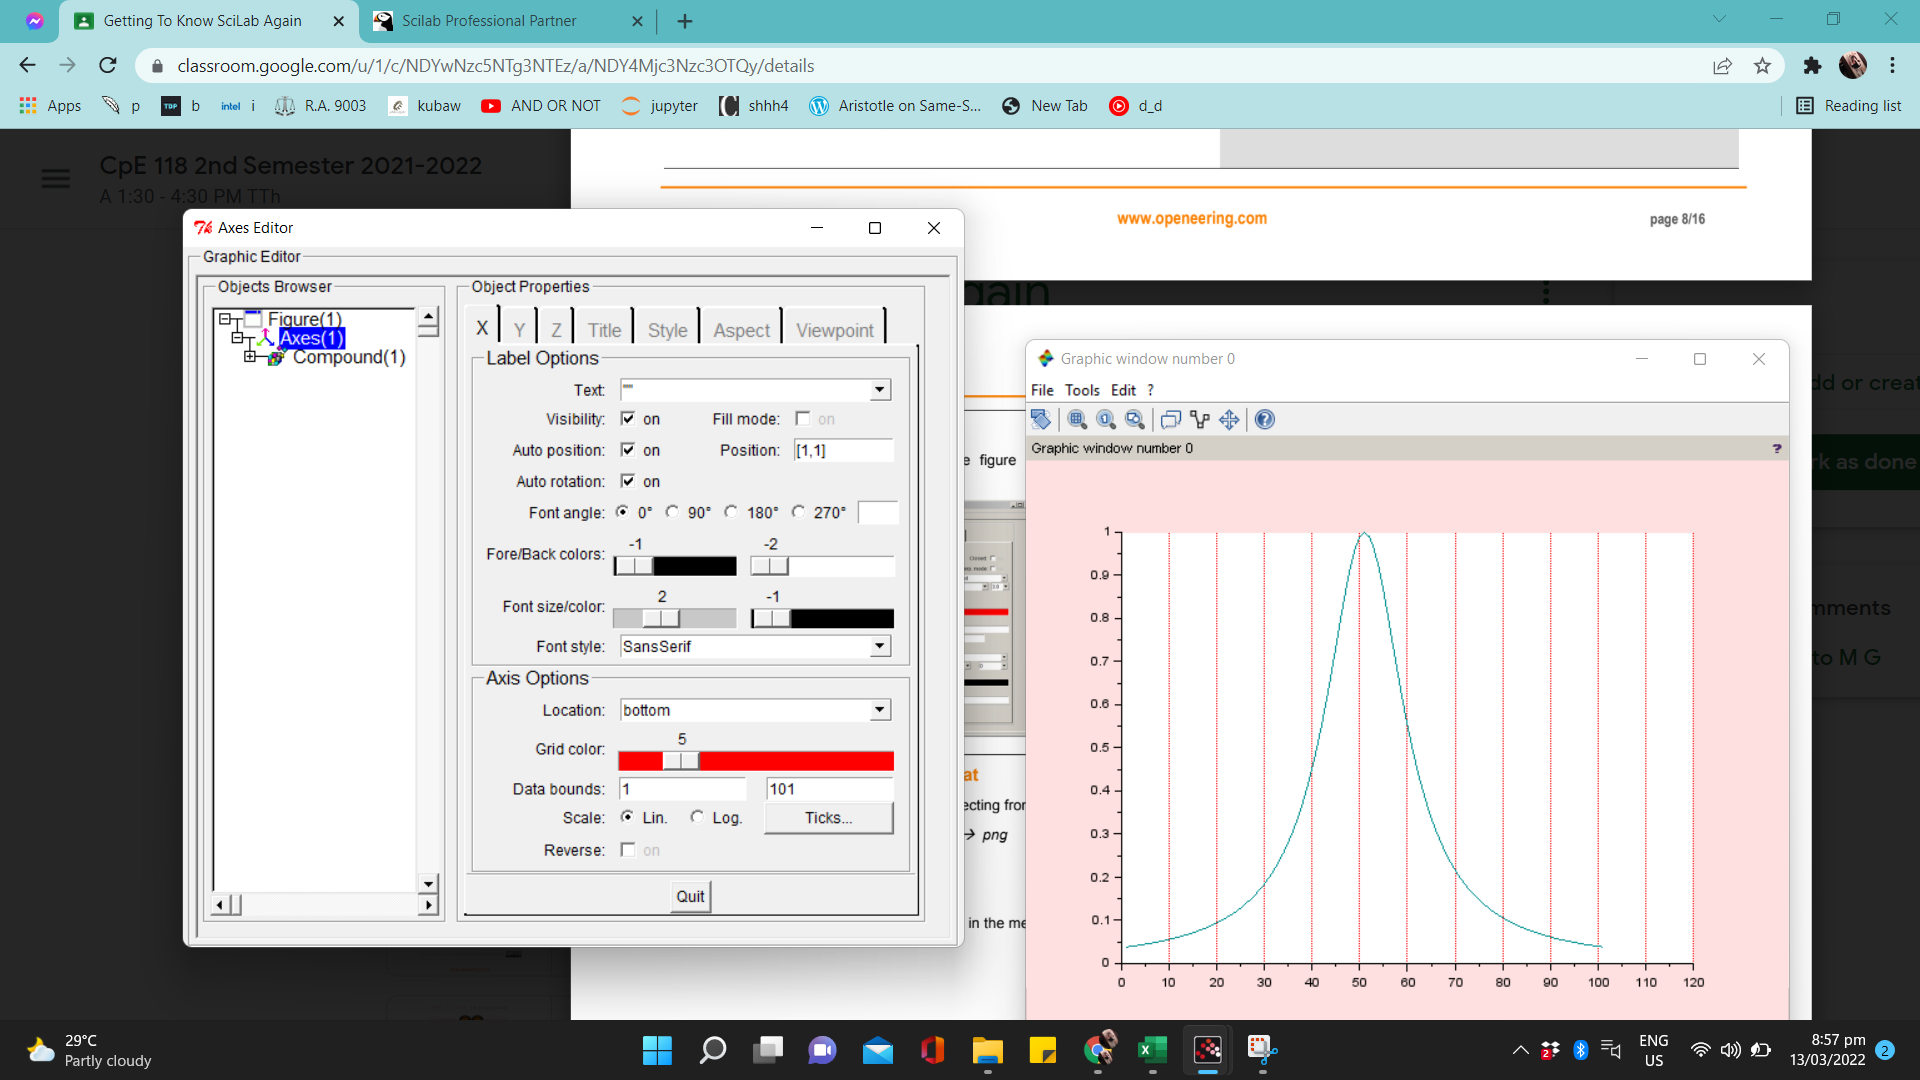 Getting To Know SciLab Again
Scilab Professional Partner
classroom.google.com/u/1/c/NDYwNzc5NTg3NTEz/a/NDY4Mjc3Nzc3OTQy/details
Apps
p
TDP b
intel i
R.A. 9003
kubaw
AND OR NOT
jupyter
shhh4
Aristotle on Same-S...
New Tab
d_d
Reading list
CpE 118 2nd Semester 2021-2022
A 1:30 - 4:30 PM TTh
www.openeering.com
page 8/16
Axes Editor
Graphic Editor
Objects Browser
Figure(1)
Axes(1)
Compound(1)
Object Properties
X Y Z Title Style Aspect Viewpoint
Label Options
Text: ""
Visibility: on Fill mode: on
Auto position: on Position: [1,1]
Auto rotation: on
Font angle: 0° 90° 180° 270°
-1 -2
Fore/Back colors:
2 -1
Font size/color:
Font style: SansSerif
Axis Options
Location: bottom
5
Grid color:
Data bounds: 1 101
Scale: Lin. Log. Ticks...
Reverse: on
Quit
gain
e figure
at
ecting from
→ png
in the me
Graphic window number 0
File Tools Edit ?
Graphic window number 0 ?
1
0.9
0.8
0.7
0.6
0.5
0.4
0.3
0.2
0.1
0
0 10 20 30 40 50 60 70 80 90 100 110 120
dd or creat
rk as done
mments
to M G
29°C
Partly cloudy
2
ENG
US
8:57 pm
13/03/2022
2